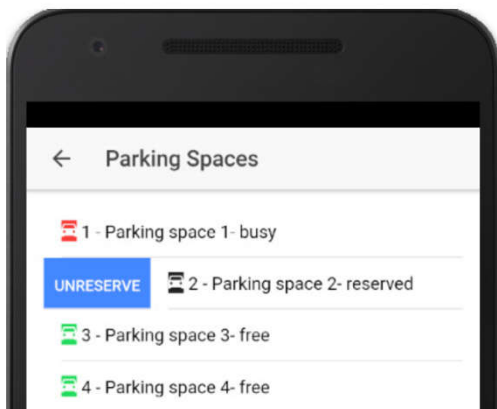 ← Parking Spaces
1 - Parking space 1- busy
UNRESERVE 2 - Parking space 2- reserved
3 - Parking space 3- free
4 - Parking space 4- free